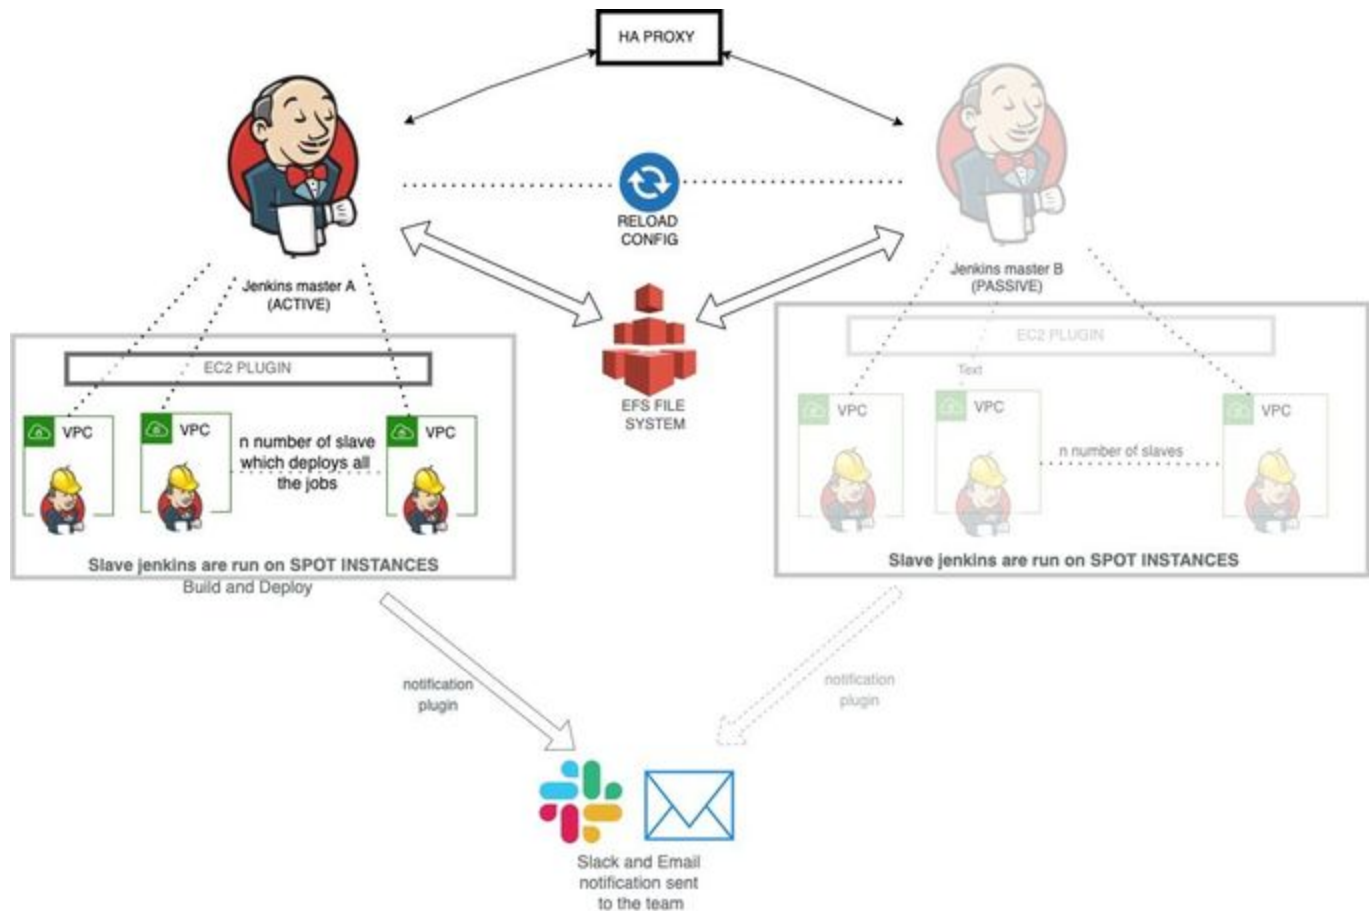 HA PROXY
RELOAD
CONFIG
Jenkins master A
(ACTIVE)
Jenkins master B
(PASSIVE)
EC2 PLUGIN
VPC
VPC
VPC
n number of slave
which deploys all
the jobs
Slave jenkins are run on SPOT INSTANCES
Build and Deploy
EFS FILE
SYSTEM
EC2 PLUGIN
Text
VPC
VPC
VPC
n number of slaves
Slave jenkins are run on SPOT INSTANCES
notification
plugin
notification
plugin
Slack and Email
notification sent
to the team